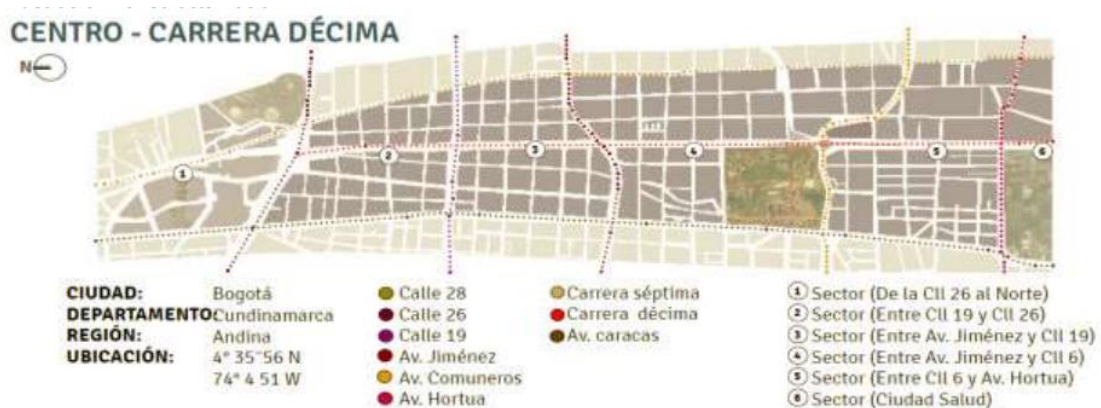 CENTRO - CARRERA DÉCIMA
N
1
2
3
4
5
6
CIUDAD: Bogotá
DEPARTAMENTO: Cundinamarca
REGIÓN: Andina
UBICACIÓN: 4° 35¨56 N
74° 4 51 W
Calle 28
Calle 26
Calle 19
Av. Jiménez
Av. Comuneros
Av. Hortua
Carrera séptima
Carrera décima
Av. caracas
1 Sector (De la Cll 26 al Norte)
2 Sector (Entre Cll 19 y Cll 26)
3 Sector (Entre Av. Jiménez y Cll 19)
4 Sector (Entre Av. Jiménez y Cll 6)
5 Sector (Entre Cll 6 y Av. Hortua)
6 Sector (Ciudad Salud)